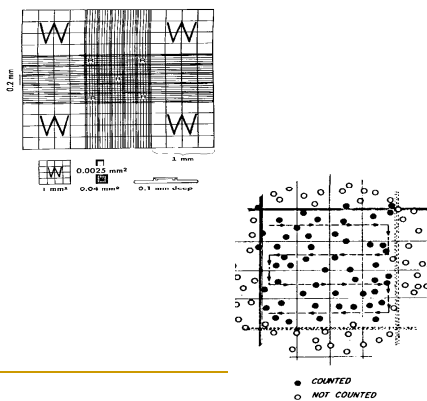 W W
0.2 mm
W W
1 mm
W
0.0025 mm²
1 mm² 0.04 mm² 0.1 mm deep
COUNTED
NOT COUNTED